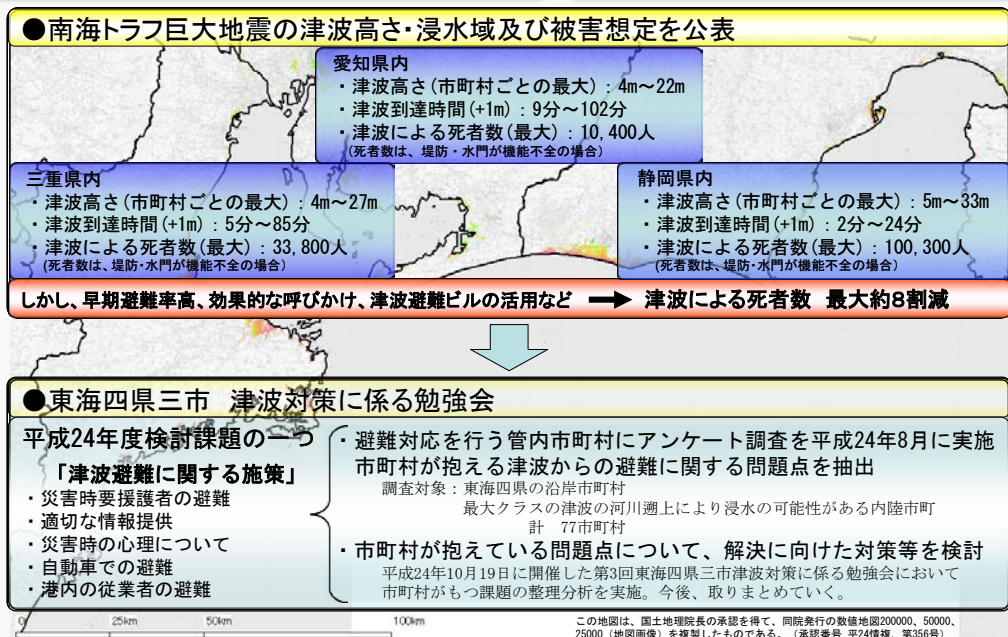 ●南海トラフ巨大地震の津波高さ・浸水域及び被害想定を公表
愛知県内
・津波高さ(市町村ごとの最大):4m～22m
・津波到達時間(+1m):9分～102分
・津波による死者数(最大):10,400人
(死者数は、堤防・水門が機能不全の場合)
三重県内
・津波高さ(市町村ごとの最大):4m～27m
・津波到達時間(+1m):5分～85分
・津波による死者数(最大):33,800人
(死者数は、堤防・水門が機能不全の場合)
静岡県内
・津波高さ(市町村ごとの最大):5m～33m
・津波到達時間(+1m):2分～24分
・津波による死者数(最大):100,300人
(死者数は、堤防・水門が機能不全の場合)
しかし、早期避難率高、効果的な呼びかけ、津波避難ビルの活用など ➡ 津波による死者数 最大約8割減
●東海四県三市 津波対策に係る勉強会
平成24年度検討課題の一つ
「津波避難に関する施策」
・災害時要援護者の避難
・適切な情報提供
・災害時の心理について
・自動車での避難
・港内の従業者の避難
・避難対応を行う管内市町村にアンケート調査を平成24年8月に実施
市町村が抱える津波からの避難に関する問題点を抽出
調査対象:東海四県の沿岸市町村
最大クラスの津波の河川遡上により浸水の可能性がある内陸市町
計 77市町村
・市町村が抱えている問題点について、解決に向けた対策等を検討
平成24年10月19日に開催した第3回東海四県三市津波対策に係る勉強会において
市町村がもつ課題の整理分析を実施。今後、取りまとめていく。
0 25km 50km 100km
この地図は、国土地理院長の承認を得て、同院発行の数値地図200000、50000、
25000(地図画像)を複製したものである。(承認番号 平24情複、第356号)